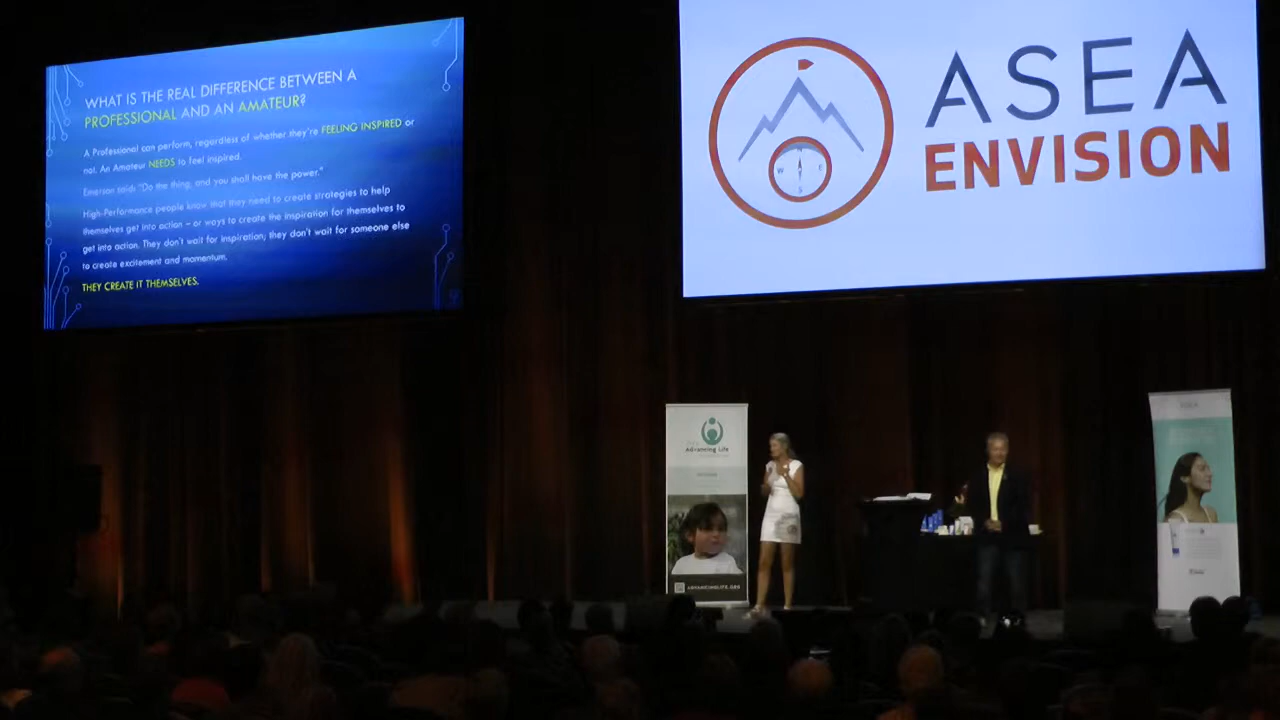 WHAT IS THE REAL DIFFERENCE BETWEEN A
PROFESSIONAL AND AN AMATEUR?
A Professional can perform, regardless of whether they're FEELING INSPIRED or
not. An Amateur NEEDS to feel inspired.
Emerson said: "Do the thing, and you shall have the power."
High-Performance people know that they need to create strategies to help
themselves get into action – or ways to create the inspiration for themselves to
get into action. They don't wait for inspiration; they don't wait for someone else
to create excitement and momentum.
THEY CREATE IT THEMSELVES.
ASEA
ENVISION
W E
S
Advancing Life
ADVANCINGLIFE.ORG